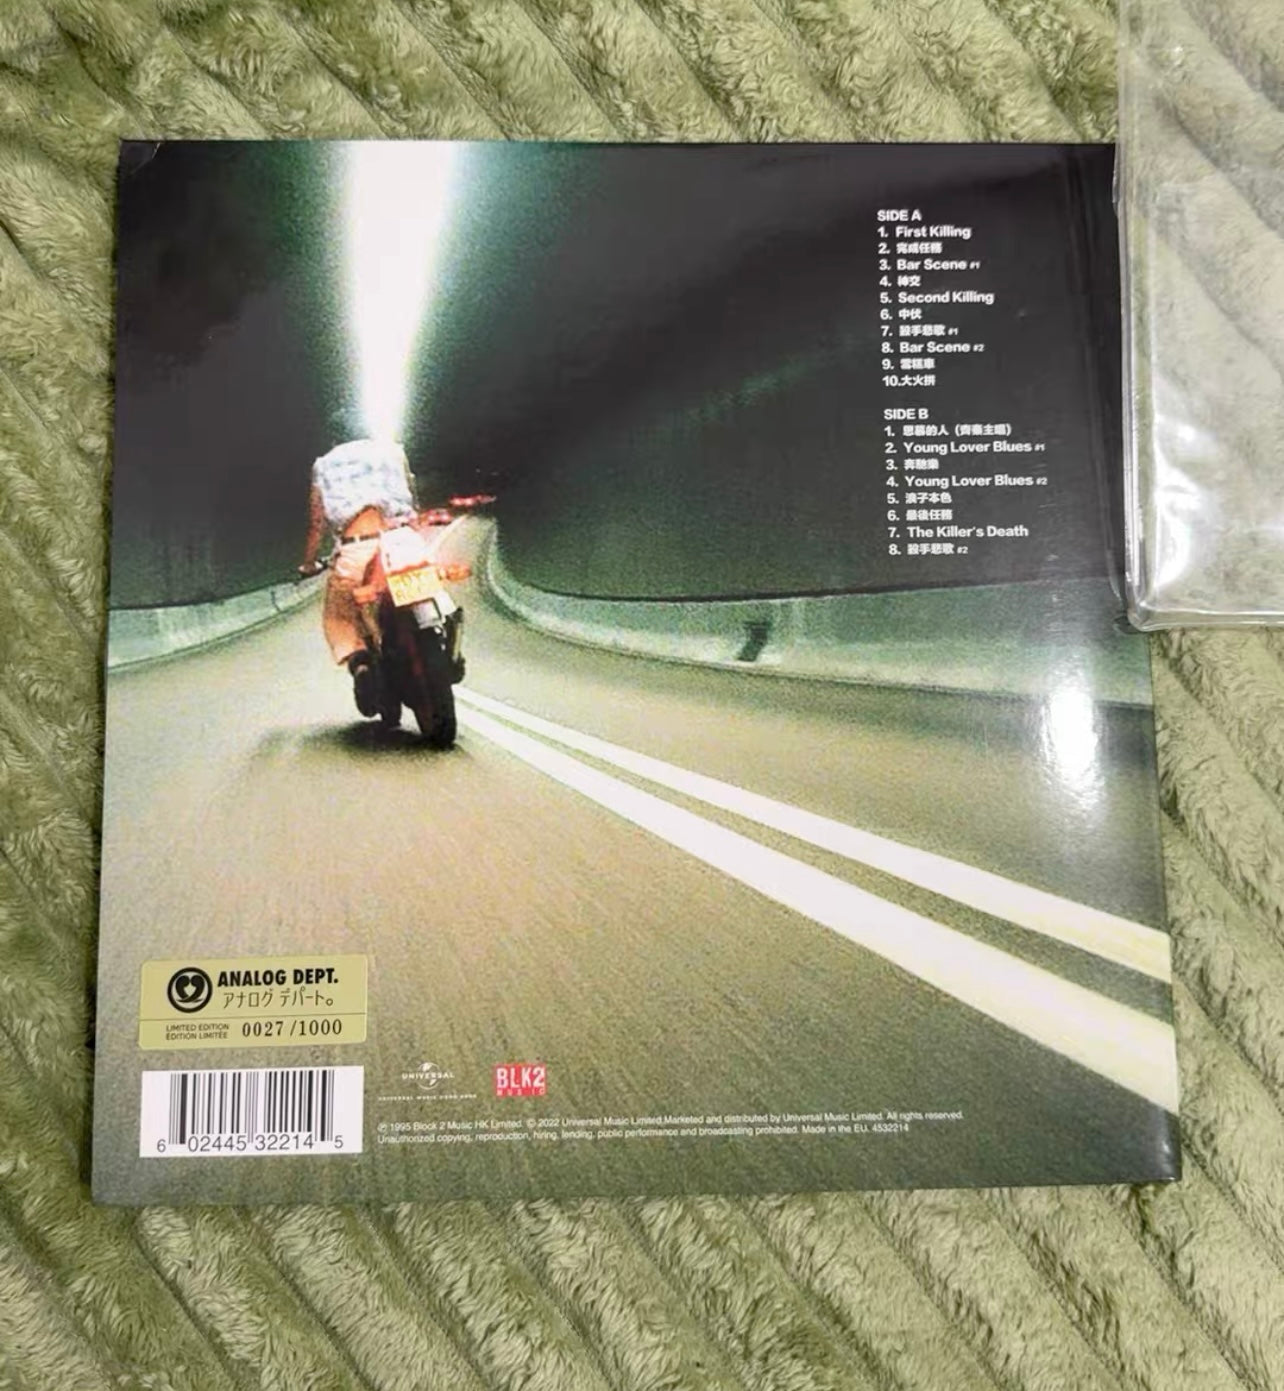 SIDE A
1. First Killing
2. 完成任務
3. Bar Scene #1
4. 神交
5. Second Killing
6. 中伏
7. 殺手悲歌 #1
8. Bar Scene #2
9. 雪糕車
10.大火拼
SIDE B
1. 思慕的人（齊秦主唱）
2. Young Lover Blues #1
3. 奔馳樂
4. Young Lover Blues #2
5. 浪子本色
6. 最後任務
7. The Killer's Death
8. 殺手悲歌 #2
ANALOG DEPT.
アナログ デパート。
LIMITED EDITION
ÉDITION LIMITÉE
0027 /1000
UNIVERSAL
UNIVERSAL MUSIC HONG KONG
BLK2
MUSIC
6 02445 32214 5
℗ 1995 Block 2 Music HK Limited. © 2022 Universal Music Limited.Marketed and distributed by Universal Music Limited. All rights reserved.
Unauthorized copying, reproduction, hiring, lending, public performance and broadcasting prohibited. Made in the EU. 4532214